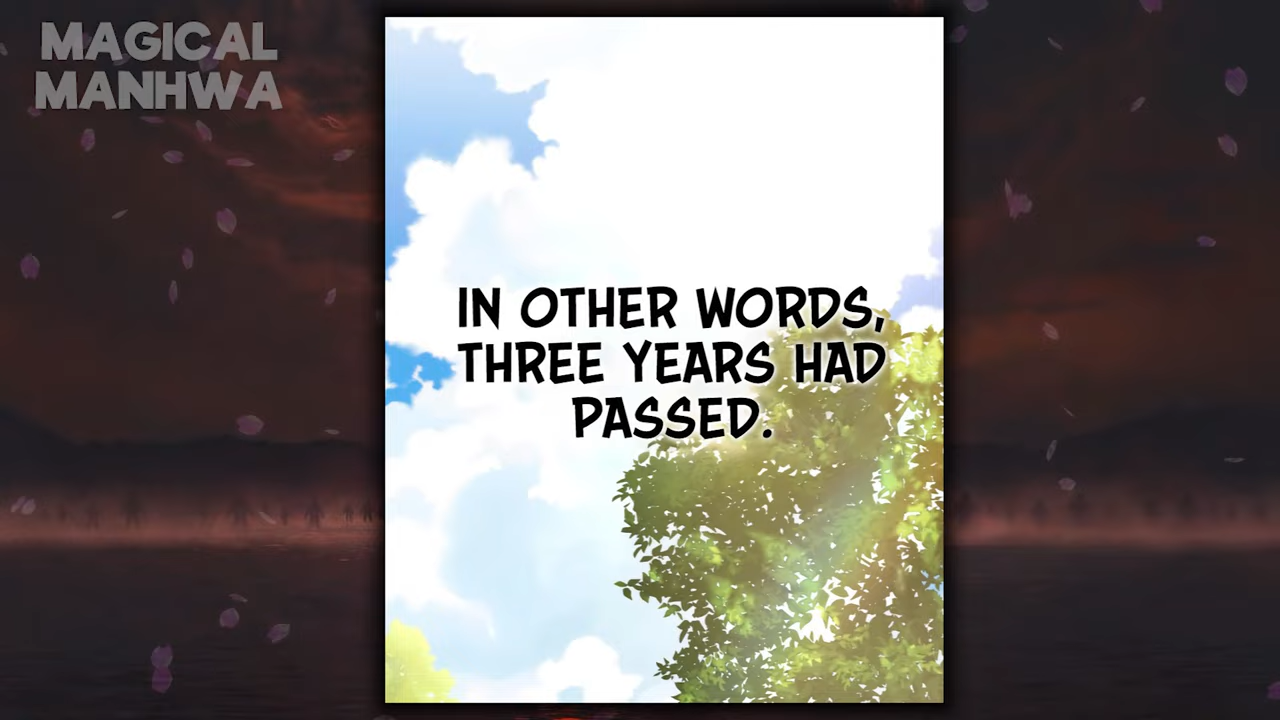 MAGICAL
MANHWA
IN OTHER WORDS,
THREE YEARS HAD
PASSED.